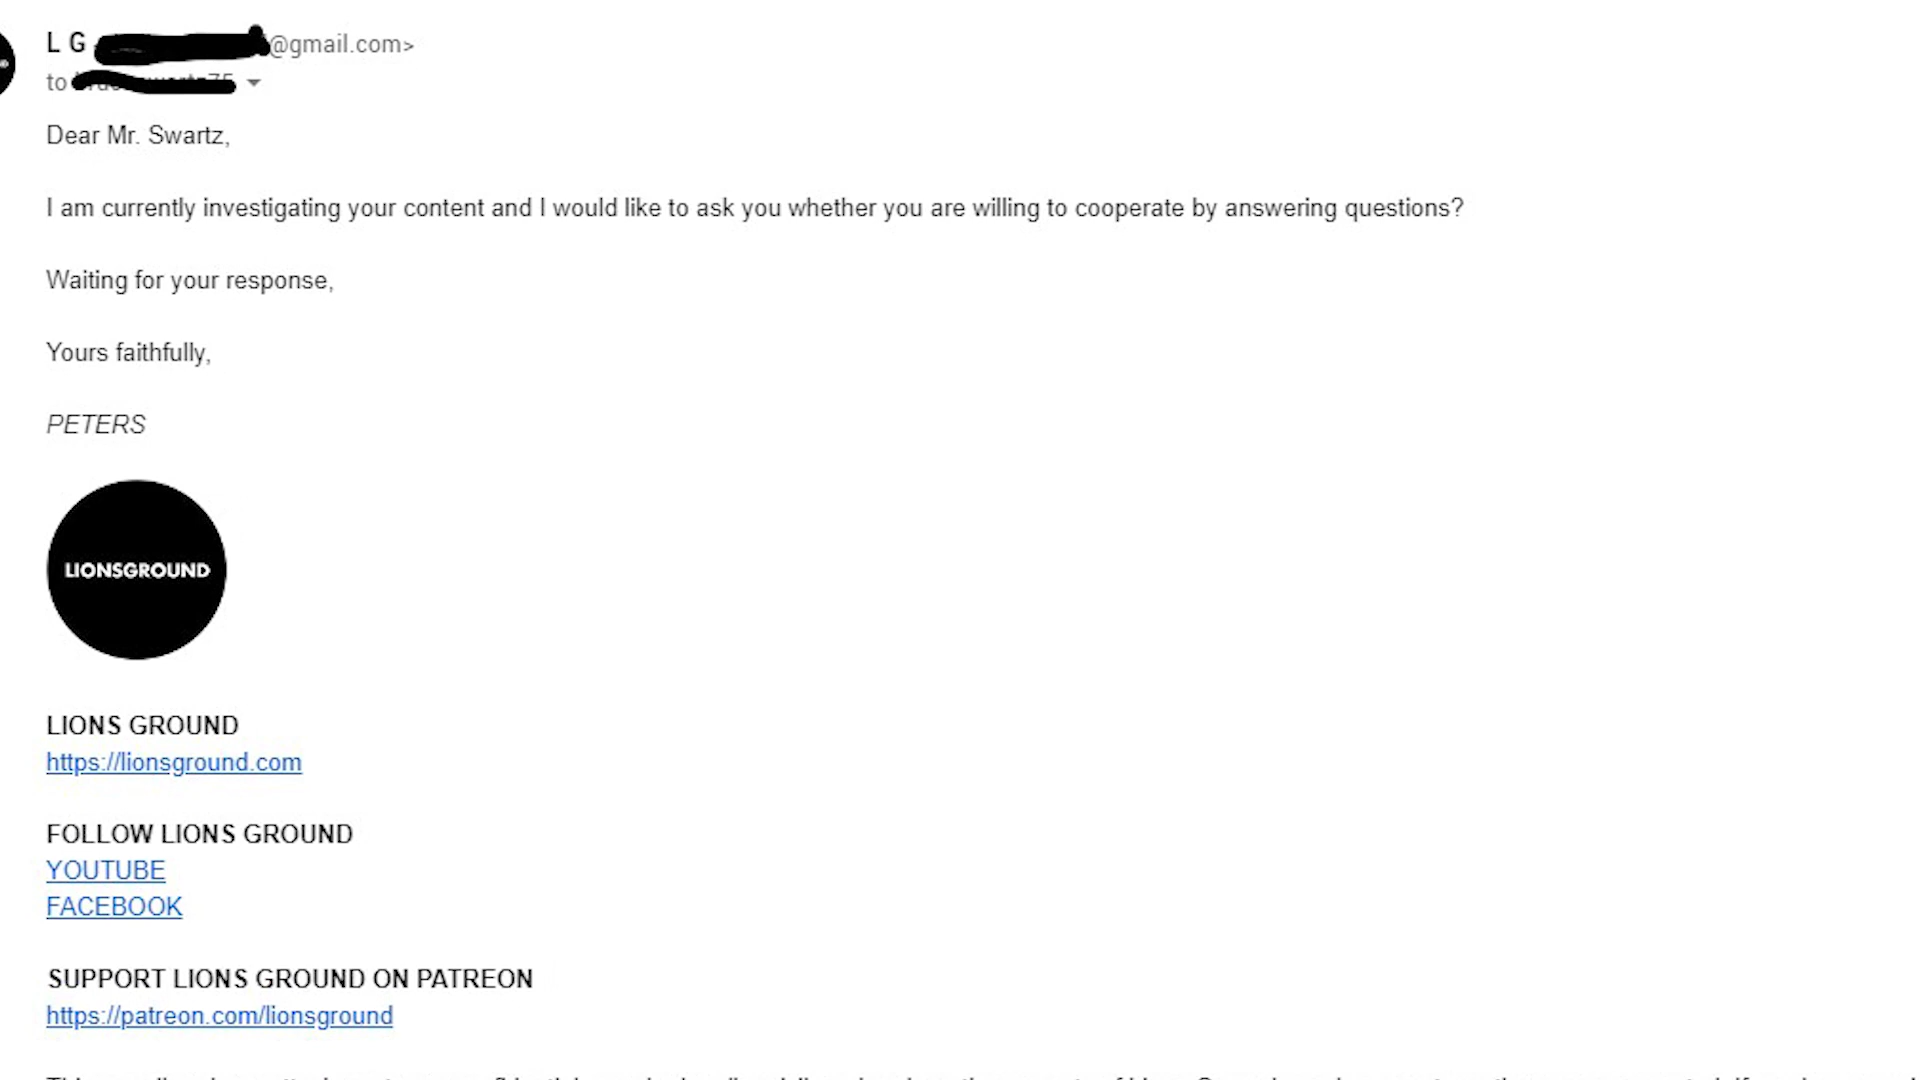 L G @gmail.com>
to
Dear Mr. Swartz,
I am currently investigating your content and I would like to ask you whether you are willing to cooperate by answering questions?
Waiting for your response,
Yours faithfully,
PETERS
LIONSGROUND
LIONS GROUND
https://lionsground.com
FOLLOW LIONS GROUND
YOUTUBE
FACEBOOK
SUPPORT LIONS GROUND ON PATREON
https://patreon.com/lionsground